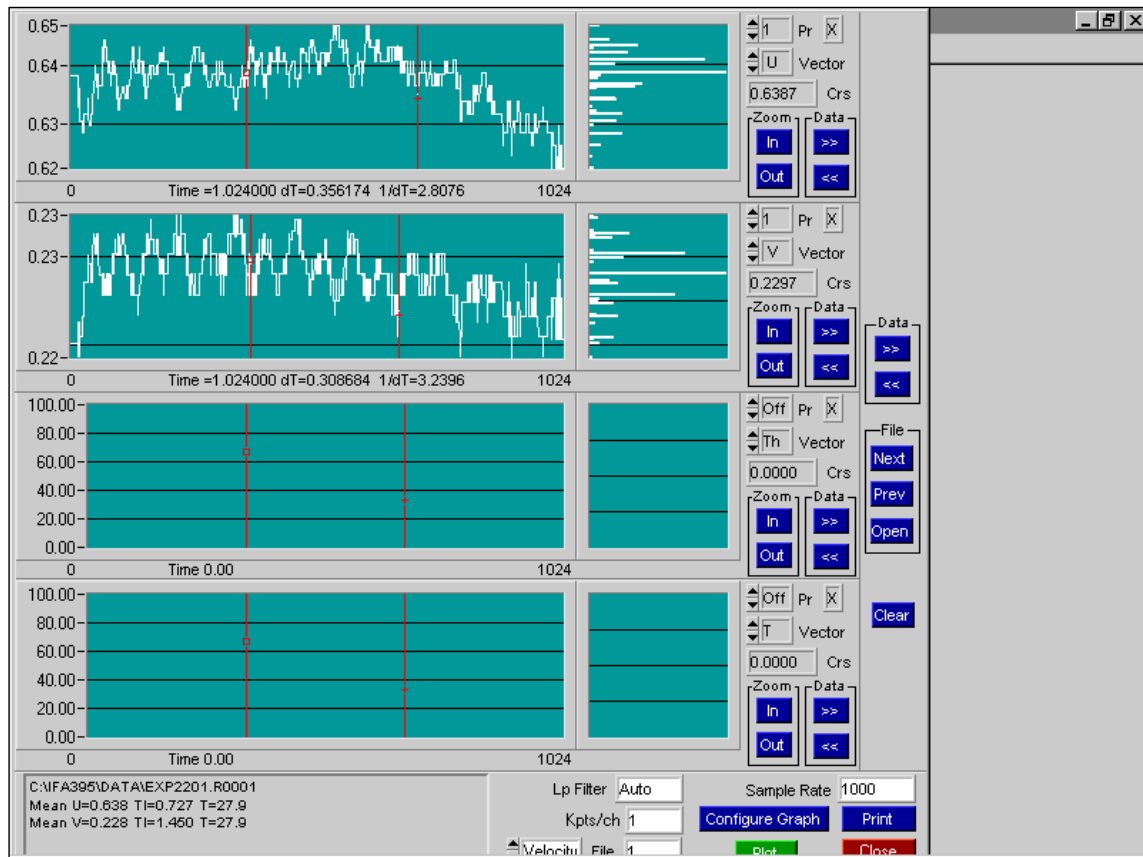 0.65
0.64
0.63
0.62
0 Time =1.024000 dT=0.356174 1/dT=2.8076 1024
1 Pr X
U Vector
0.6387 Crs
Zoom Data
In >>
Out <<
0.23
0.23
0.22
0 Time =1.024000 dT=0.308684 1/dT=3.2396 1024
1 Pr X
V Vector
0.2297 Crs
Zoom Data
In >>
Out <<
100.00
80.00
60.00
40.00
20.00
0.00
0 Time 0.00 1024
Off Pr X
Th Vector
0.0000 Crs
Zoom Data
In >>
Out <<
100.00
80.00
60.00
40.00
20.00
0.00
0 Time 0.00 1024
Off Pr X
T Vector
0.0000 Crs
Zoom Data
In >>
Out <<
Data
>>
<<
File
Next
Prev
Open
Clear
C:\IFA395\DATA\EXP2201.R0001
Mean U=0.638 TI=0.727 T=27.9
Mean V=0.228 TI=1.450 T=27.9
Lp Filter Auto
Kpts/ch 1
Velocity File 1
Sample Rate 1000
Configure Graph Print
Plot Close